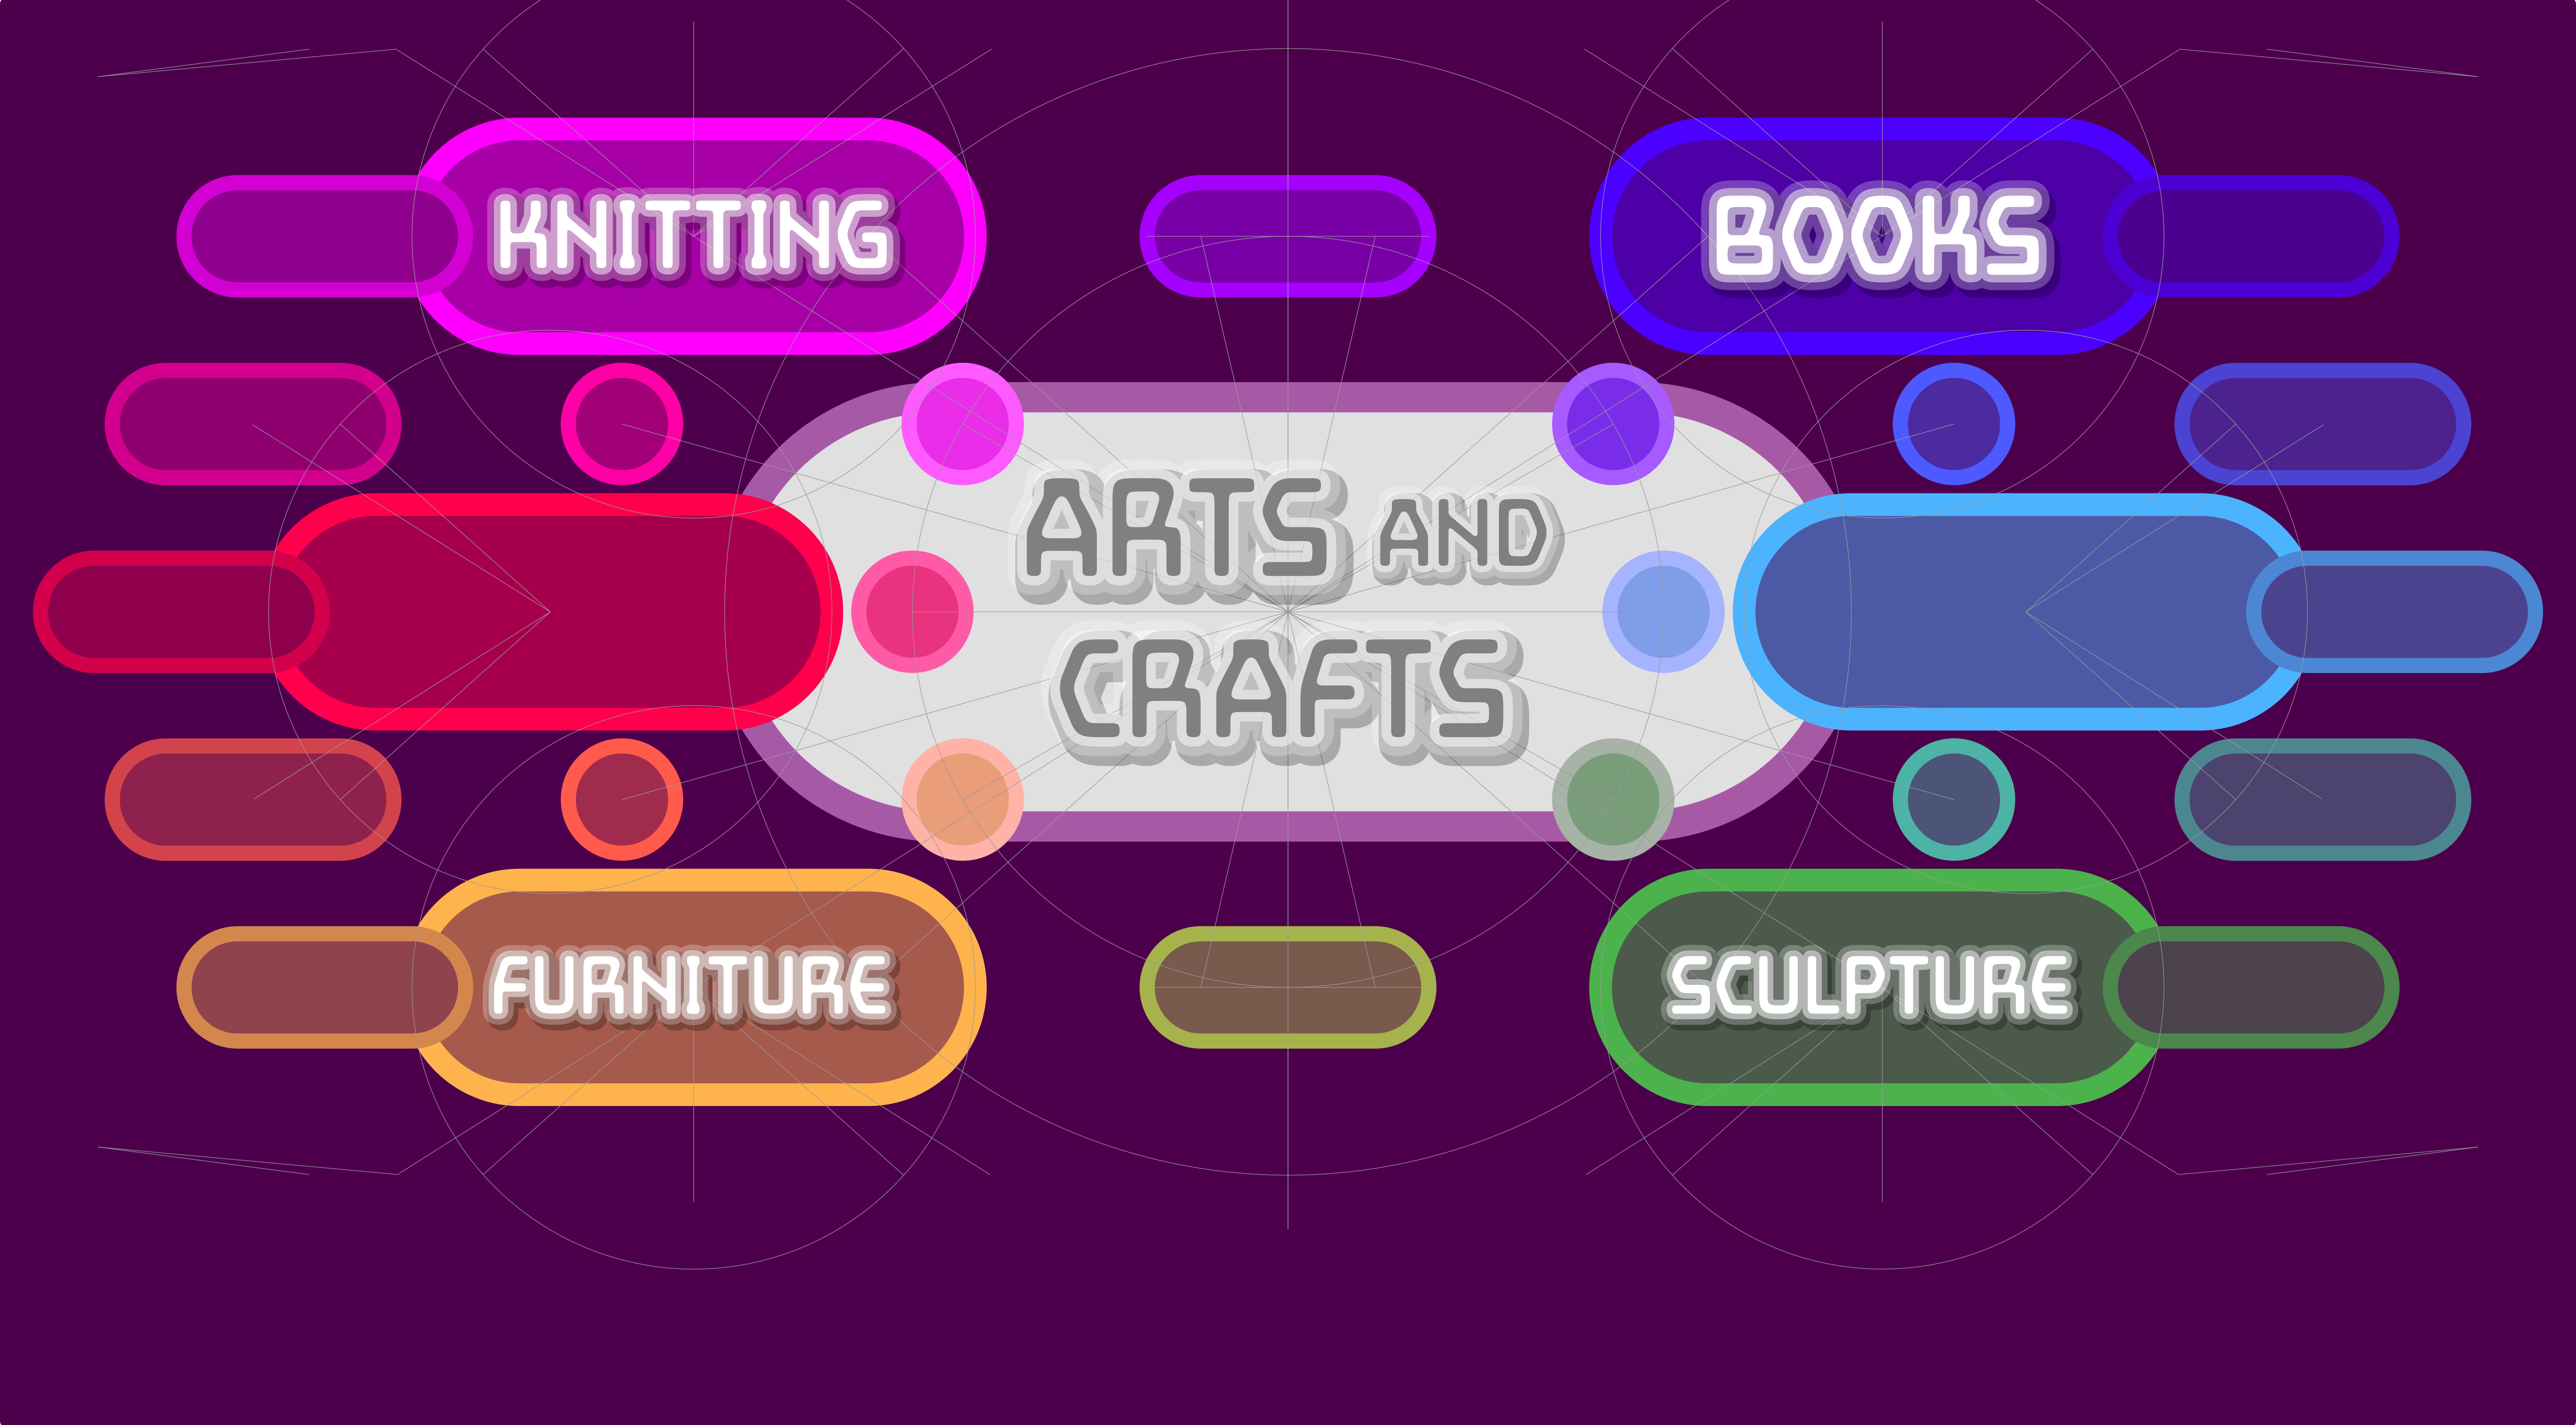 KNITTING
BOOKS
ARTS AND
CRAFTS
FURNITURE
SCULPTURE